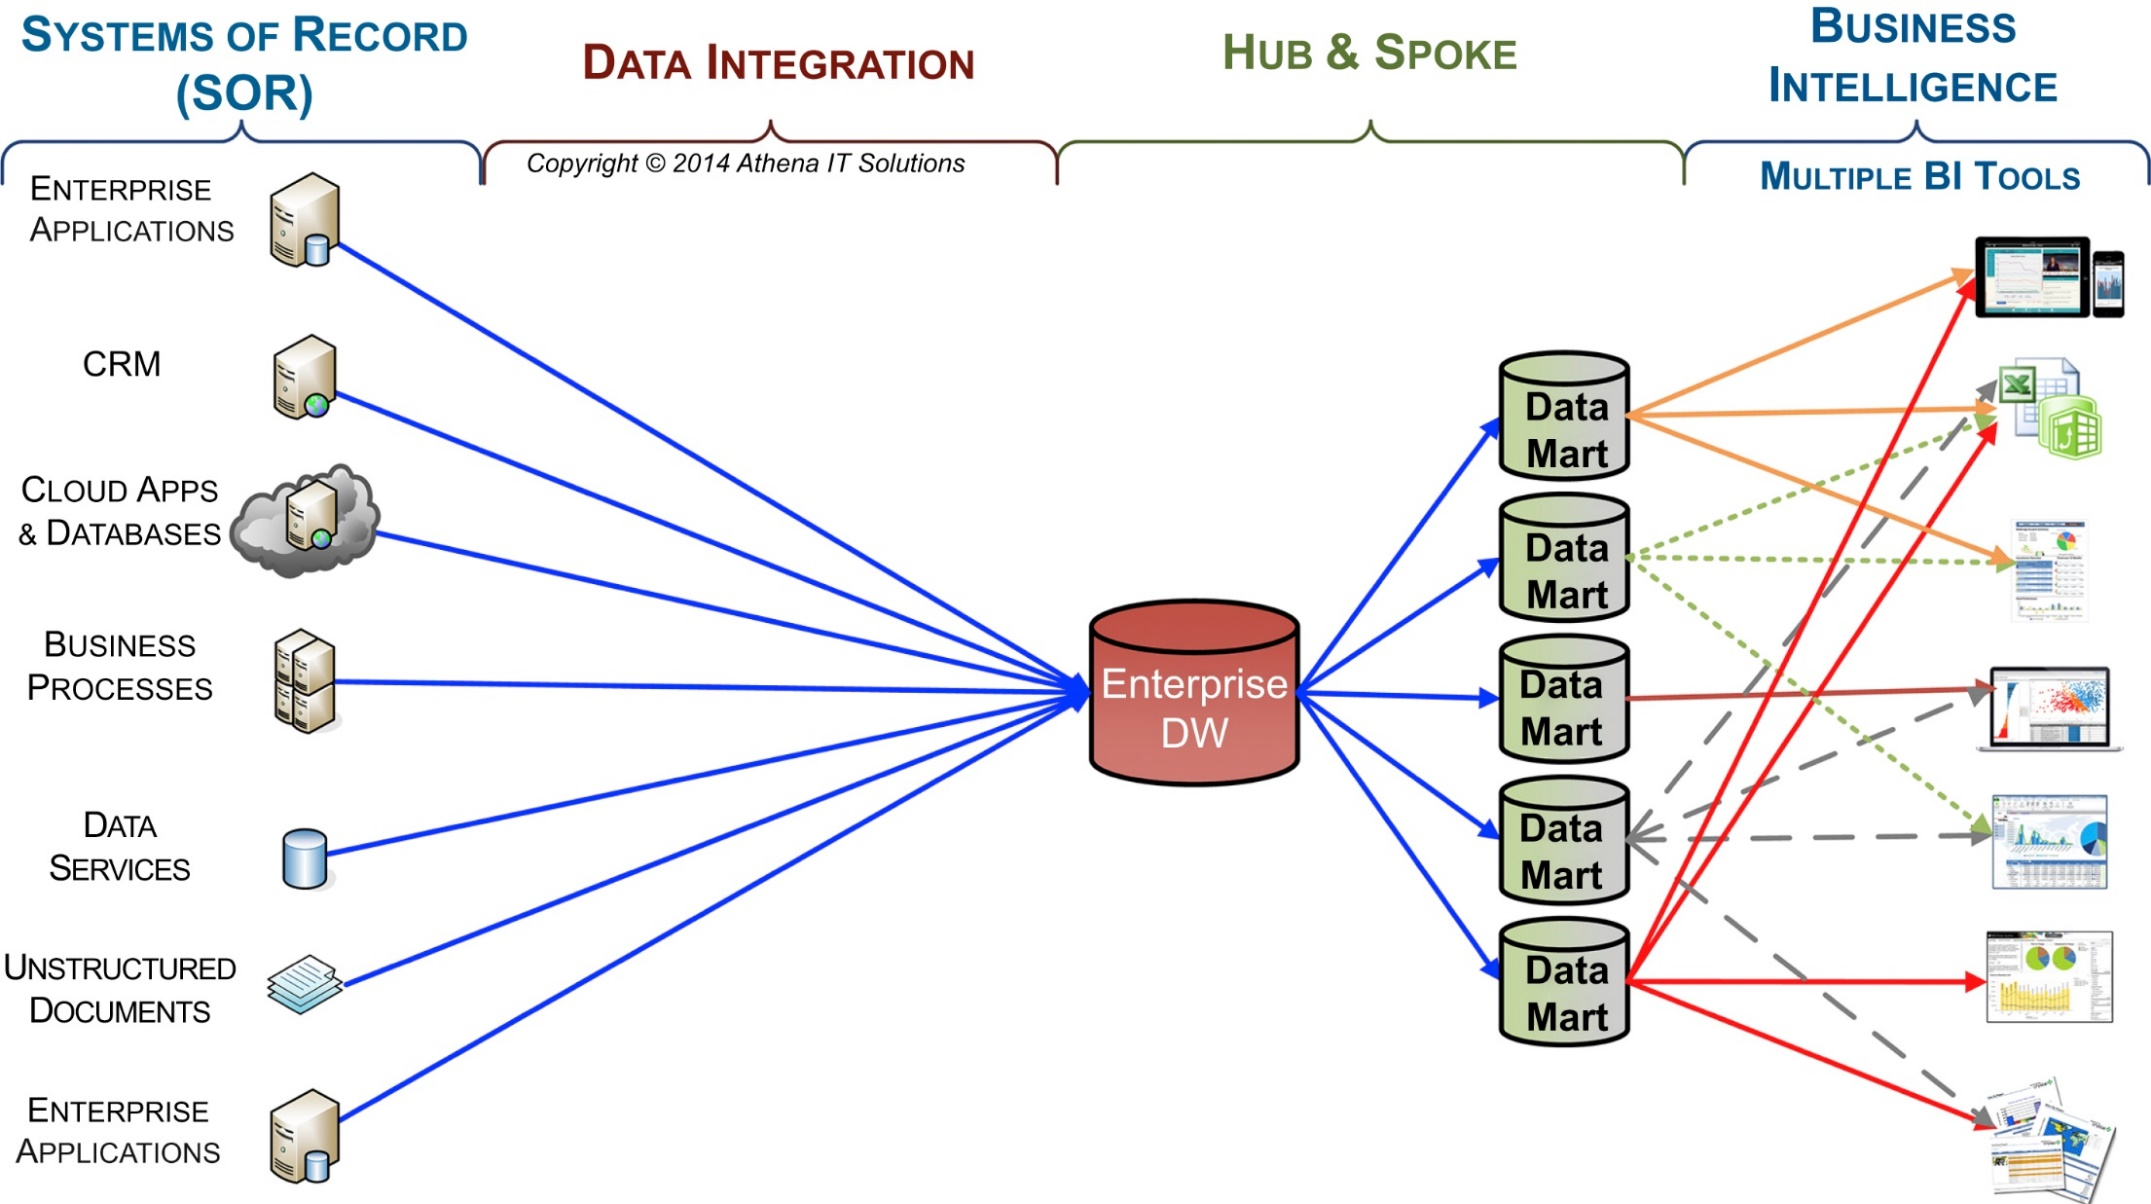 SYSTEMS OF RECORD
(SOR)
DATA INTEGRATION
HUB & SPOKE
BUSINESS
INTELLIGENCE
Copyright © 2014 Athena IT Solutions
MULTIPLE BI TOOLS
ENTERPRISE
APPLICATIONS
CRM
CLOUD APPS
& DATABASES
BUSINESS
PROCESSES
DATA
SERVICES
UNSTRUCTURED
DOCUMENTS
ENTERPRISE
APPLICATIONS
Enterprise
DW
Data
Mart
Data
Mart
Data
Mart
Data
Mart
Data
Mart